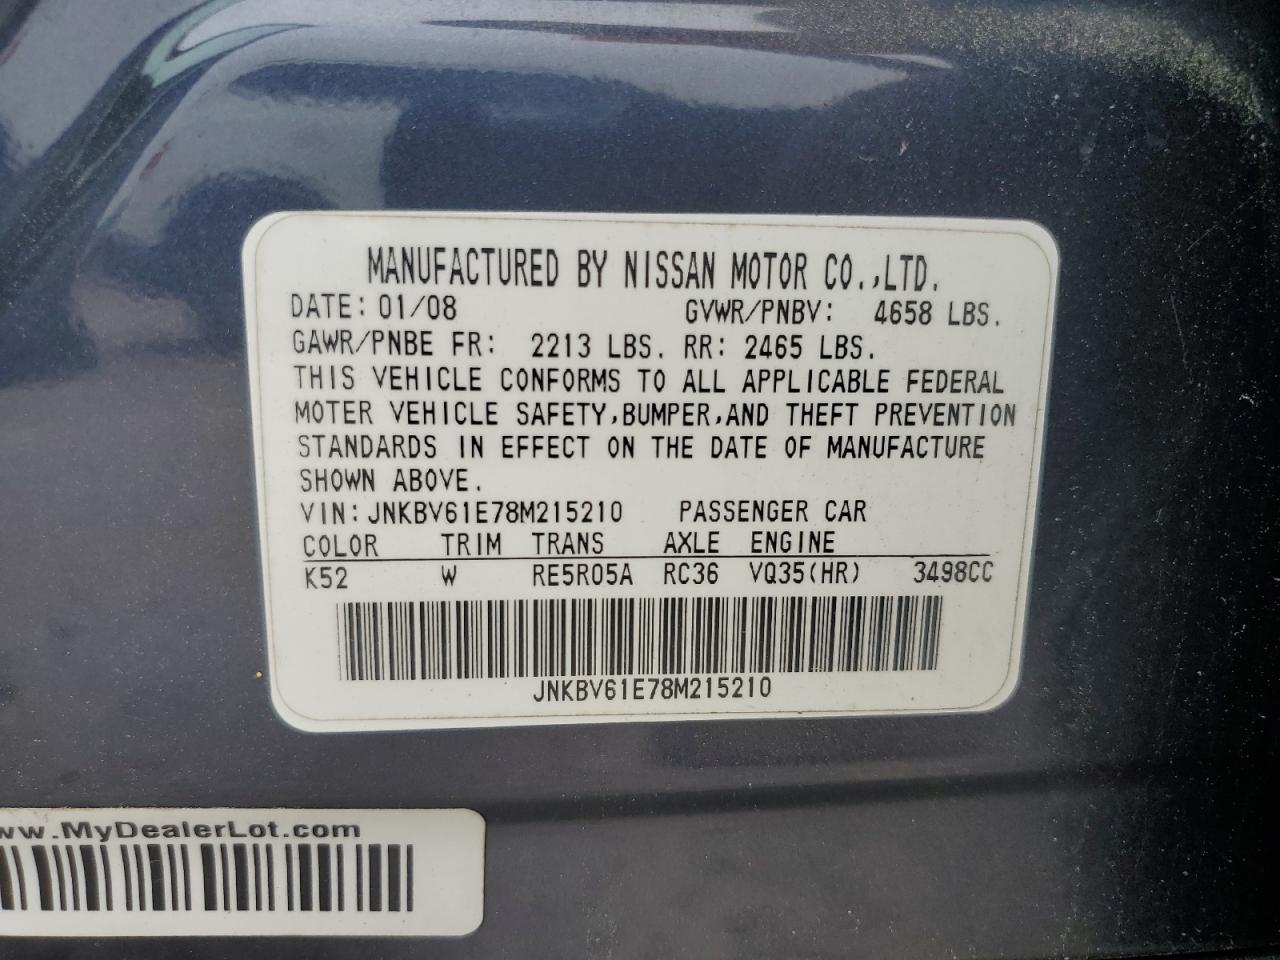 MANUFACTURED BY NISSAN MOTOR CO.,LTD.
DATE: 01/08 GVWR/PNBV: 4658 LBS.
GAWR/PNBE FR: 2213 LBS. RR: 2465 LBS.
THIS VEHICLE CONFORMS TO ALL APPLICABLE FEDERAL
MOTER VEHICLE SAFETY,BUMPER,AND THEFT PREVENTION
STANDARDS IN EFFECT ON THE DATE OF MANUFACTURE
SHOWN ABOVE.
VIN: JNKBV61E78M215210 PASSENGER CAR
COLOR TRIM TRANS AXLE ENGINE
K52 W RE5R05A RC36 VQ35(HR) 3498CC
JNKBV61E78M215210
ww.MyDealerLot.com